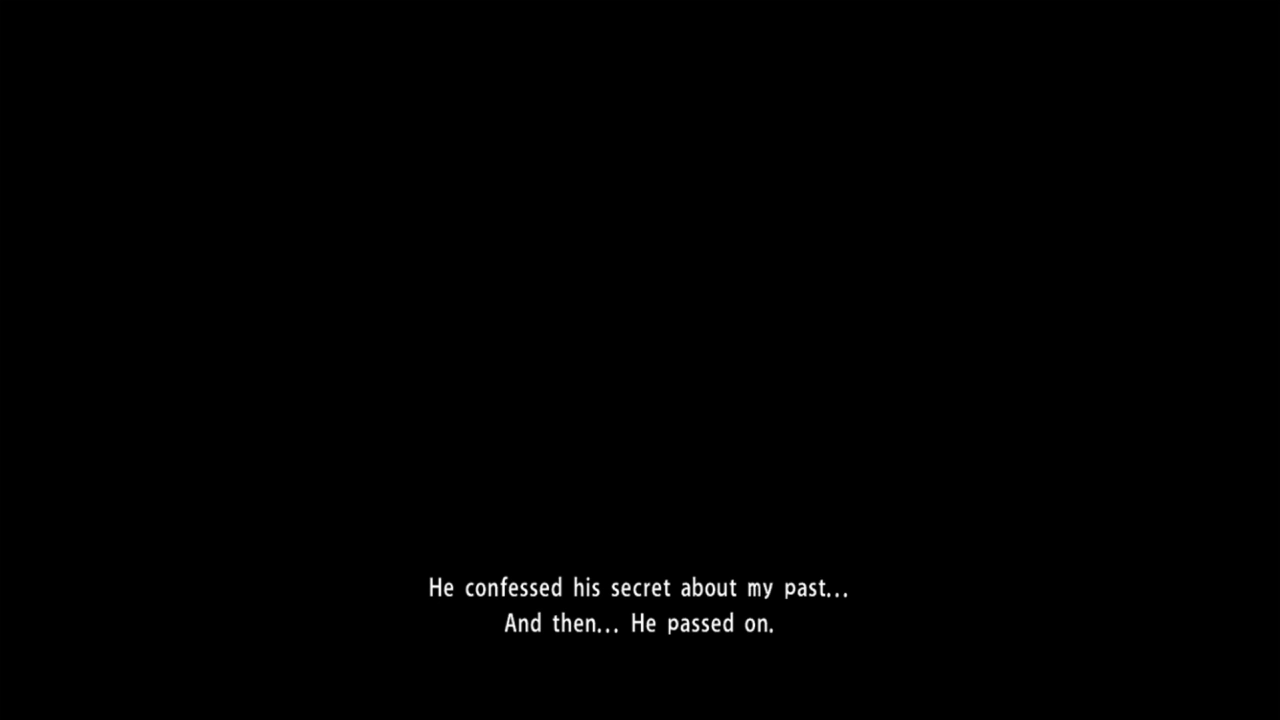 He confessed his secret about my past...
And then... He passed on.